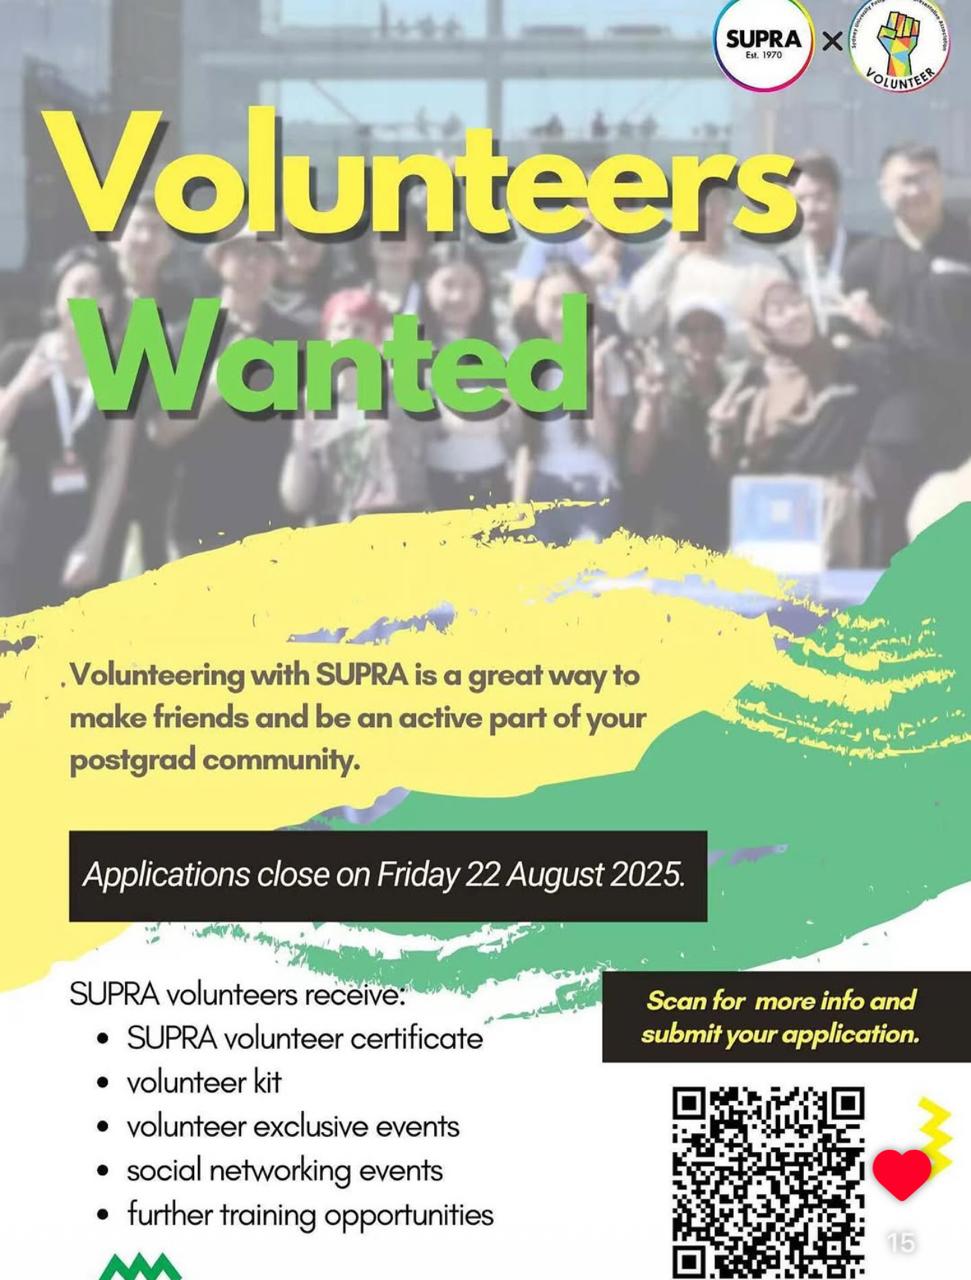 SUPRA
Est. 1970
VOLUNTEER
Volunteers
Wanted
Volunteering with SUPRA is a great way to
make friends and be an active part of your
postgrad community.
Applications close on Friday 22 August 2025.
SUPRA volunteers receive:
• SUPRA volunteer certificate
• volunteer kit
• volunteer exclusive events
• social networking events
• further training opportunities
Scan for more info and
submit your application.
15